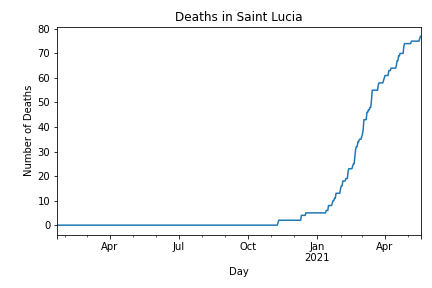 Deaths in Saint Lucia
80
70
60
50
40
30
20
10
0
Number of Deaths
Apr
Jul
Oct
Jan
2021
Apr
Day